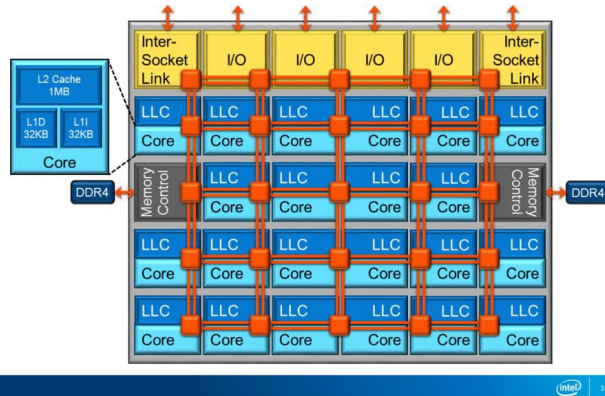 Inter-
Socket
Link
I/O
I/O
I/O
I/O
Inter-
Socket
Link
L2 Cache
1MB
L1D
32KB
L1I
32KB
Core
LLC
LLC
LLC
LLC
LLC
LLC
Core
Core
Core
Core
Core
Core
DDR4
Memory
Control
LLC
LLC
LLC
LLC
Core
Core
Core
Core
Memory
Control
DDR4
LLC
LLC
LLC
LLC
LLC
LLC
Core
Core
Core
Core
Core
Core
LLC
LLC
LLC
LLC
LLC
LLC
Core
Core
Core
Core
Core
Core
intel
5